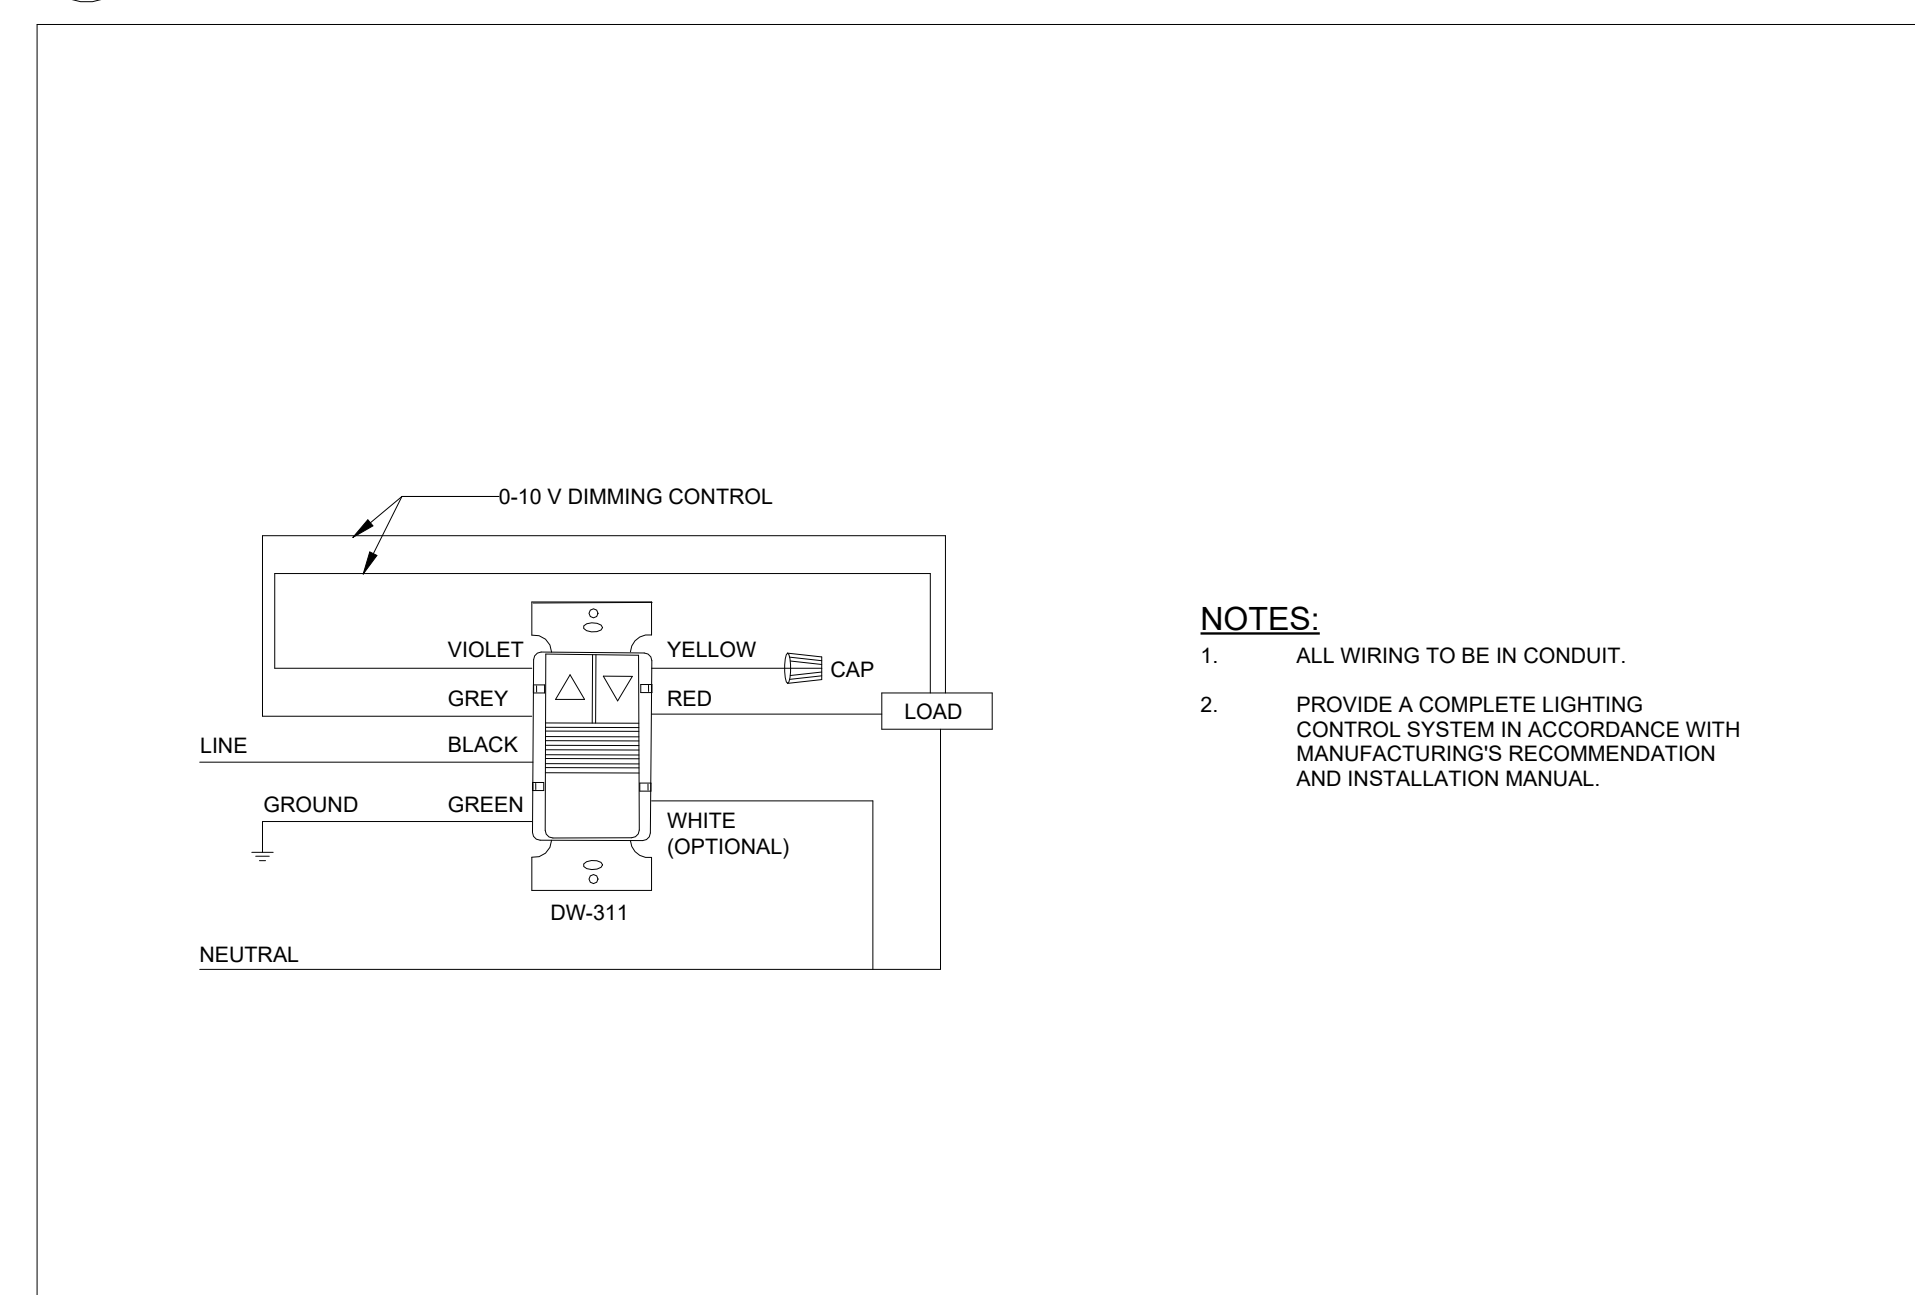 0-10 V DIMMING CONTROL
VIOLET
YELLOW
CAP
GREY
RED
LOAD
LINE
BLACK
GROUND
GREEN
WHITE
(OPTIONAL)
DW-311
NEUTRAL
NOTES:
1. ALL WIRING TO BE IN CONDUIT.
2. PROVIDE A COMPLETE LIGHTING
CONTROL SYSTEM IN ACCORDANCE WITH
MANUFACTURING'S RECOMMENDATION
AND INSTALLATION MANUAL.